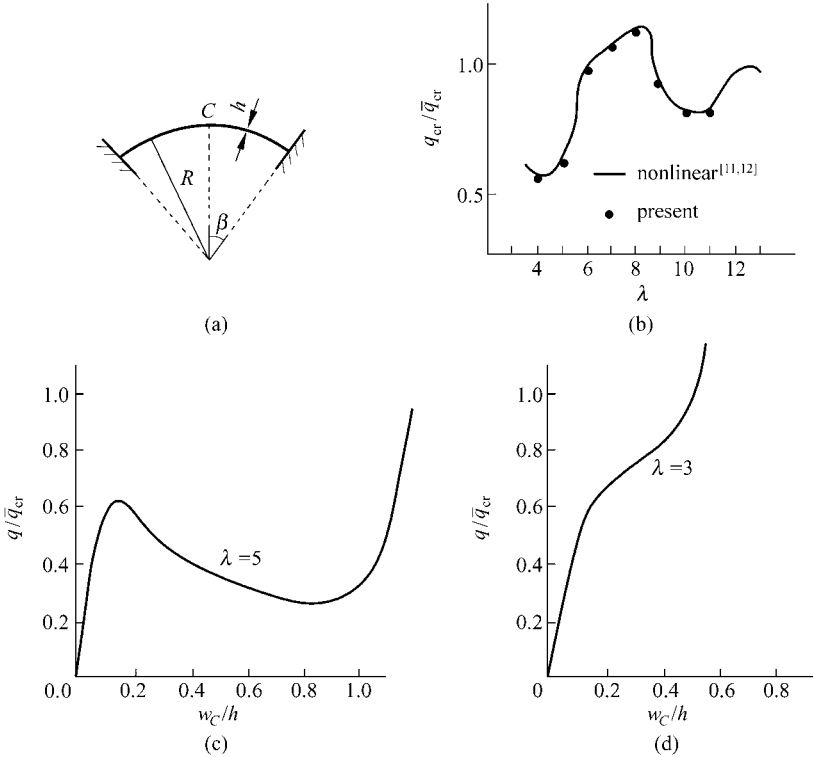 C
h
R
β
(a)
q_cr/q̄_cr
1.0
0.5
nonlinear[11,12]
present
4 6 8 10 12
λ
(b)
q/q̄_cr
1.0
0.8
0.6
0.4
0.2
0.0
λ =5
0.2 0.4 0.6 0.8 1.0
w_C/h
(c)
q/q̄_cr
1.0
0.8
0.6
0.4
0.2
0
λ =3
0.2 0.4 0.6 0.8
w_C/h
(d)